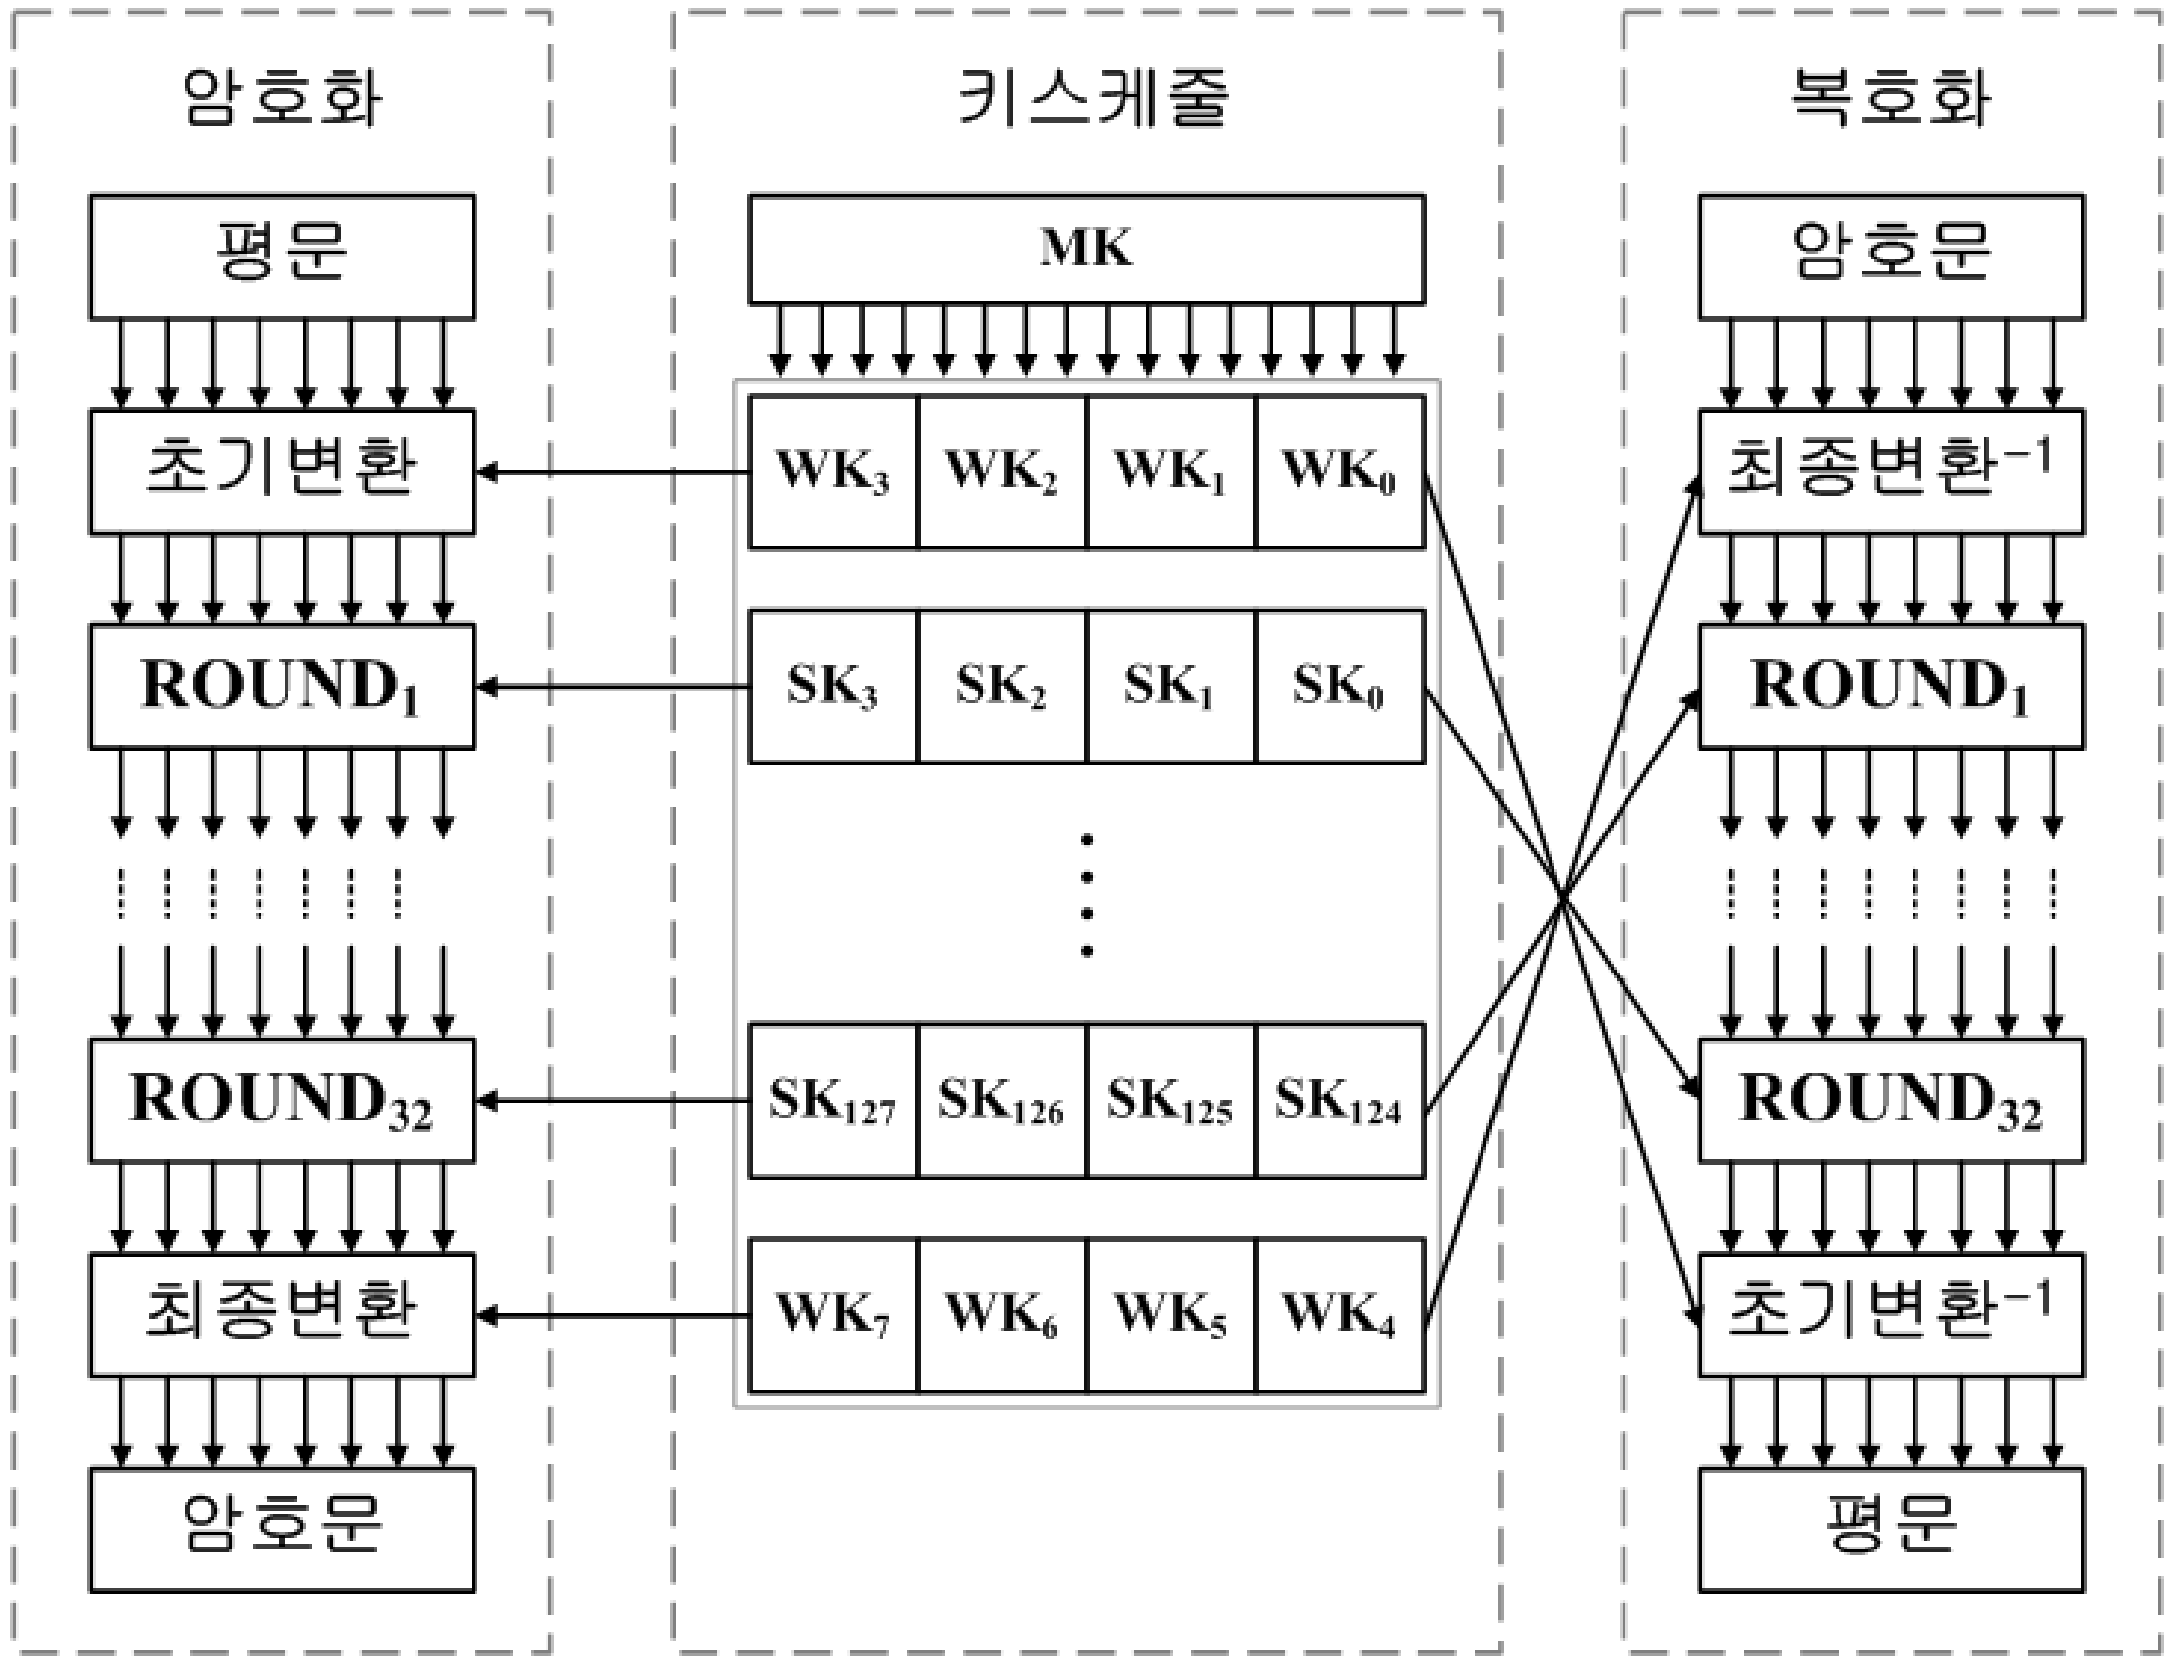 암호화
평문
초기변환
ROUND₁
ROUND₃₂
최종변환
암호문
키스케줄
MK
WK₃ WK₂ WK₁ WK₀
SK₃ SK₂ SK₁ SK₀
SK₁₂₇ SK₁₂₆ SK₁₂₅ SK₁₂₄
WK₇ WK₆ WK₅ WK₄
복호화
암호문
최종변환⁻¹
ROUND₁
ROUND₃₂
초기변환⁻¹
평문